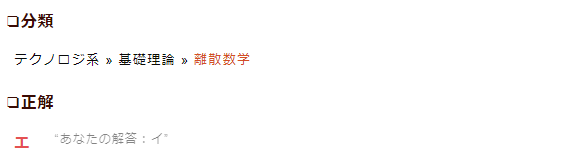 ❏分類
テクノロジ系 » 基礎理論 » 離散数学
❏正解
エ “あなたの解答：イ”